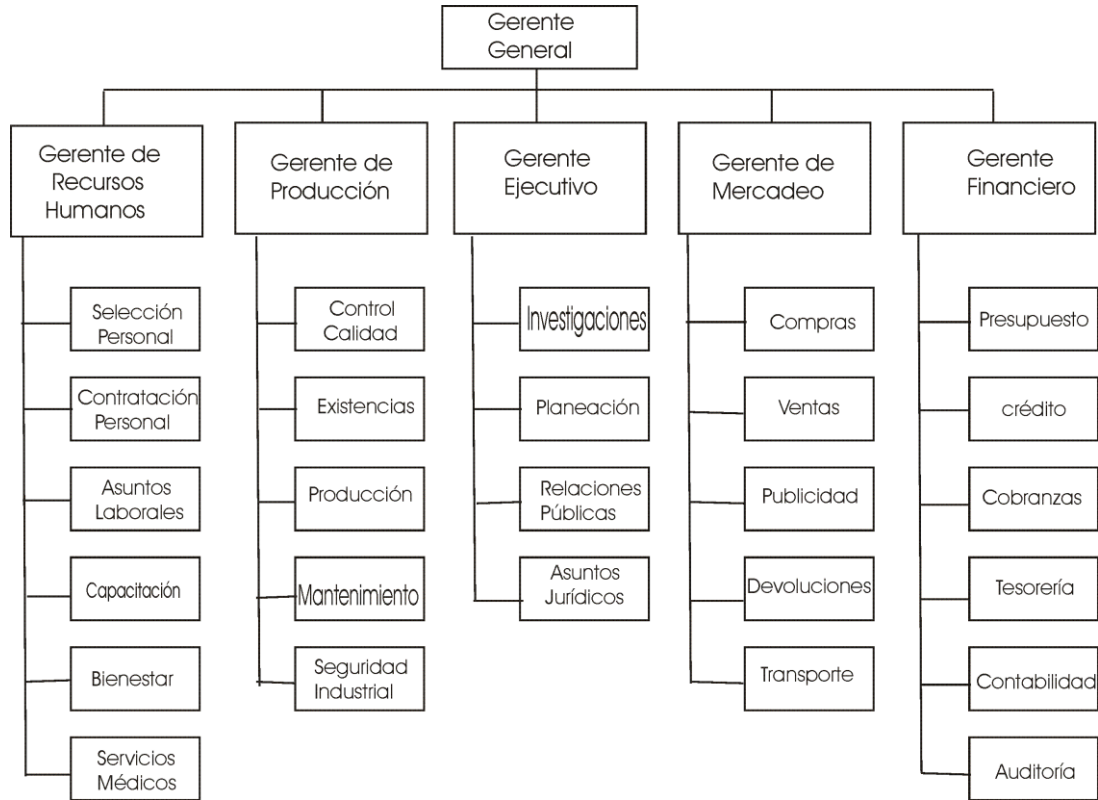 Gerente
General
Gerente de
Recursos
Humanos
Gerente de
Producción
Gerente
Ejecutivo
Gerente de
Mercadeo
Gerente
Financiero
Selección
Personal
Contratación
Personal
Asuntos
Laborales
Capacitación
Bienestar
Servicios
Médicos
Control
Calidad
Existencias
Producción
Mantenimiento
Seguridad
Industrial
Investigaciones
Planeación
Relaciones
Públicas
Asuntos
Jurídicos
Compras
Ventas
Publicidad
Devoluciones
Transporte
Presupuesto
crédito
Cobranzas
Tesorería
Contabilidad
Auditoría